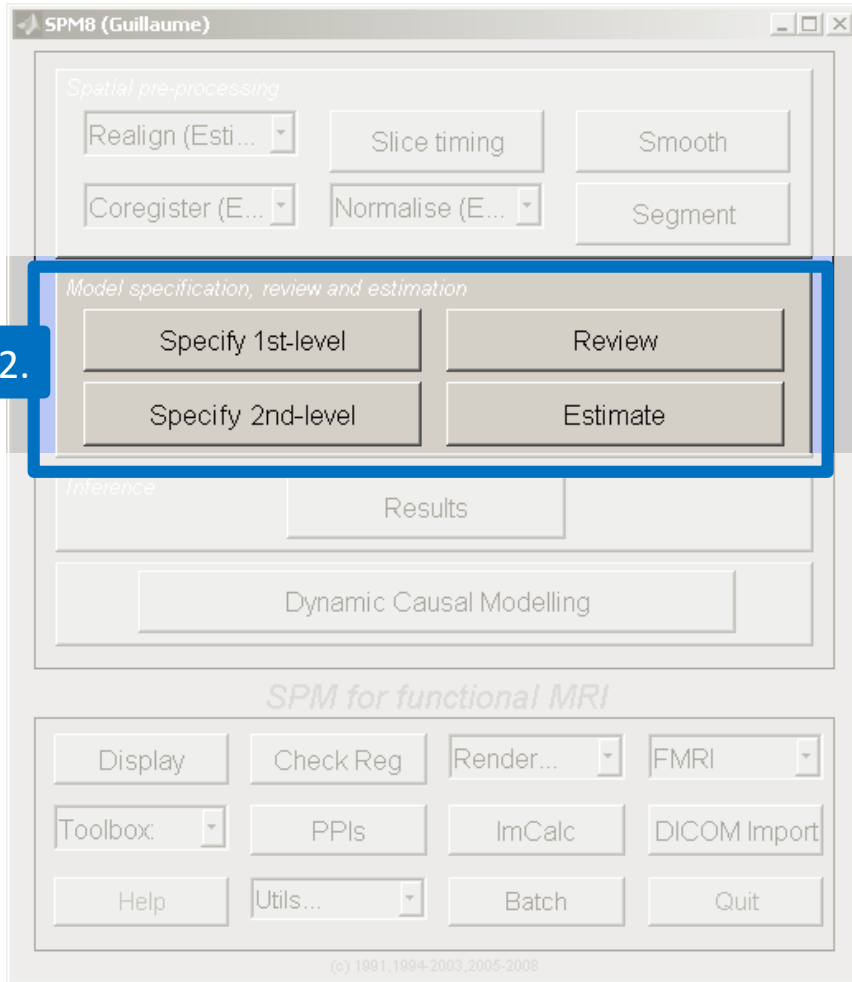 SPM8 (Guillaume)
Spatial pre-processing
Realign (Esti...
Slice timing
Smooth
Coregister (E...
Normalise (E...
Segment
2.
Model specification, review and estimation
Specify 1st-level
Review
Specify 2nd-level
Estimate
Inference
Results
Dynamic Causal Modelling
SPM for functional MRI
Display
Check Reg
Render...
FMRI
Toolbox:
PPIs
ImCalc
DICOM Import
Help
Utils...
Batch
Quit
(c) 1991,1994-2003,2005-2008